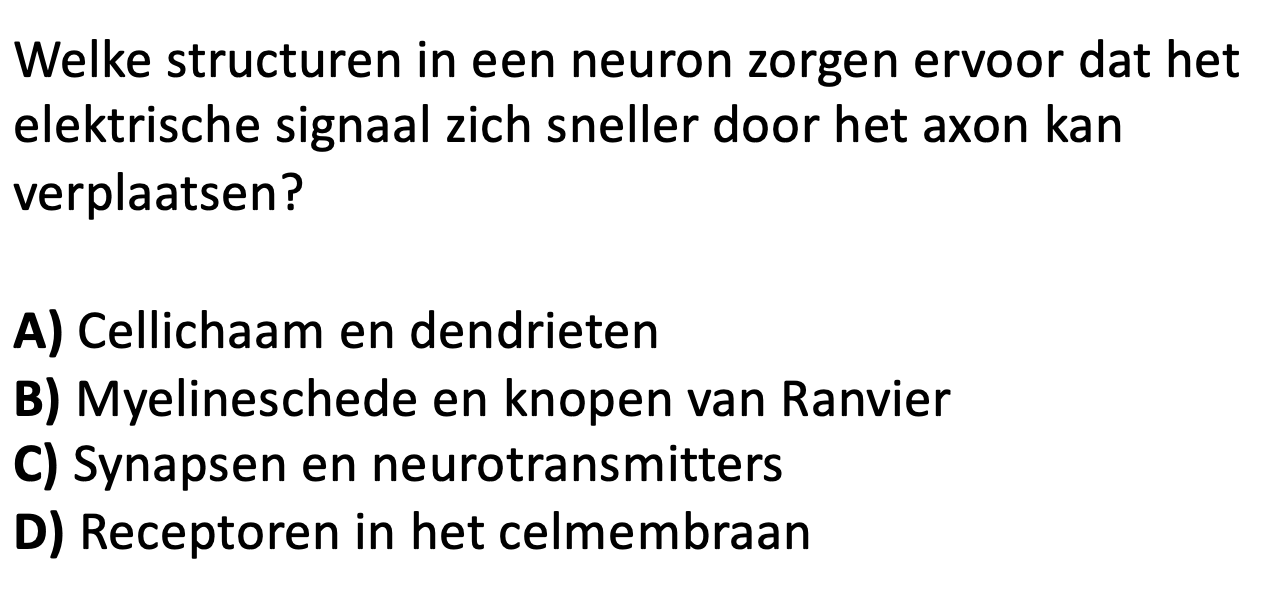 Welke structuren in een neuron zorgen ervoor dat het
elektrische signaal zich sneller door het axon kan
verplaatsen?
A) Cellichaam en dendrieten
B) Myelineschede en knopen van Ranvier
C) Synapsen en neurotransmitters
D) Receptoren in het celmembraan